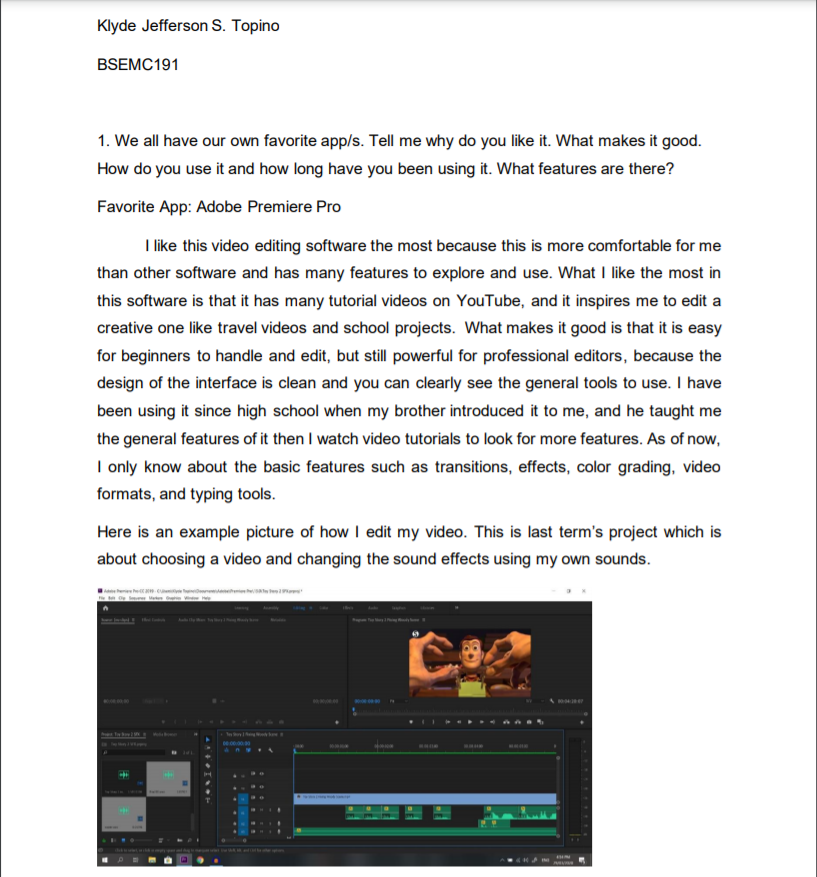 Klyde Jefferson S. Topino
BSEMC191
1. We all have our own favorite app/s. Tell me why do you like it. What makes it good.
How do you use it and how long have you been using it. What features are there?
Favorite App: Adobe Premiere Pro
I like this video editing software the most because this is more comfortable for me
than other software and has many features to explore and use. What I like the most in
this software is that it has many tutorial videos on YouTube, and it inspires me to edit a
creative one like travel videos and school projects.  What makes it good is that it is easy
for beginners to handle and edit, but still powerful for professional editors, because the
design of the interface is clean and you can clearly see the general tools to use. I have
been using it since high school when my brother introduced it to me, and he taught me
the general features of it then I watch video tutorials to look for more features. As of now,
I only know about the basic features such as transitions, effects, color grading, video
formats, and typing tools.
Here is an example picture of how I edit my video. This is last term's project which is
about choosing a video and changing the sound effects using my own sounds.
File Edit Clip Sequence Markers Graphics Window Help